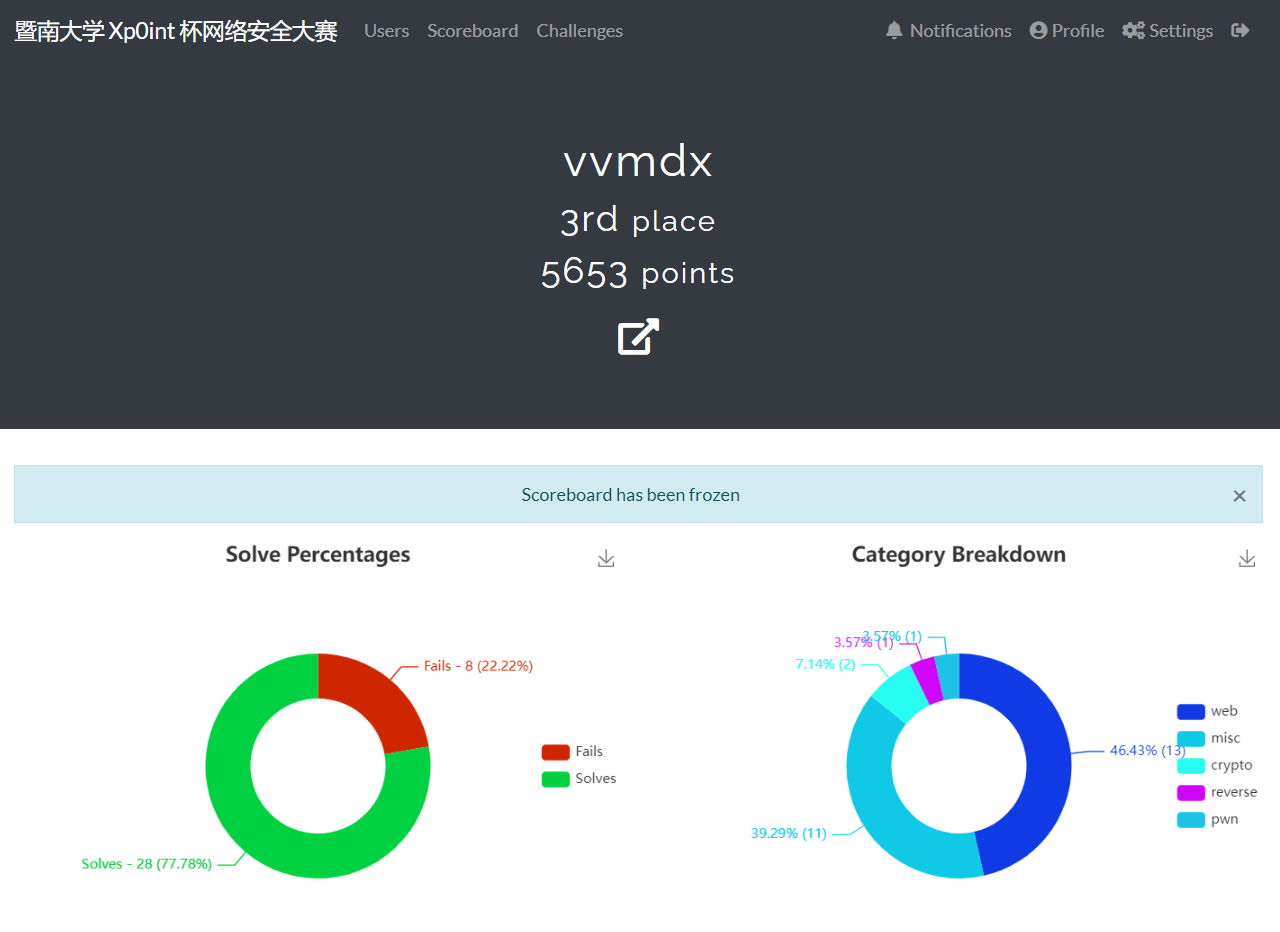 暨南大学 Xp0int 杯网络安全大赛 Users Scoreboard Challenges Notifications Profile Settings
vvmdx
3rd place
5653 points
Scoreboard has been frozen ×
Solve Percentages
Fails - 8 (22.22%)
Solves - 28 (77.78%)
Fails
Solves
Category Breakdown
3.57% (1)
3.57% (1)
7.14% (2)
46.43% (13)
39.29% (11)
web
misc
crypto
reverse
pwn